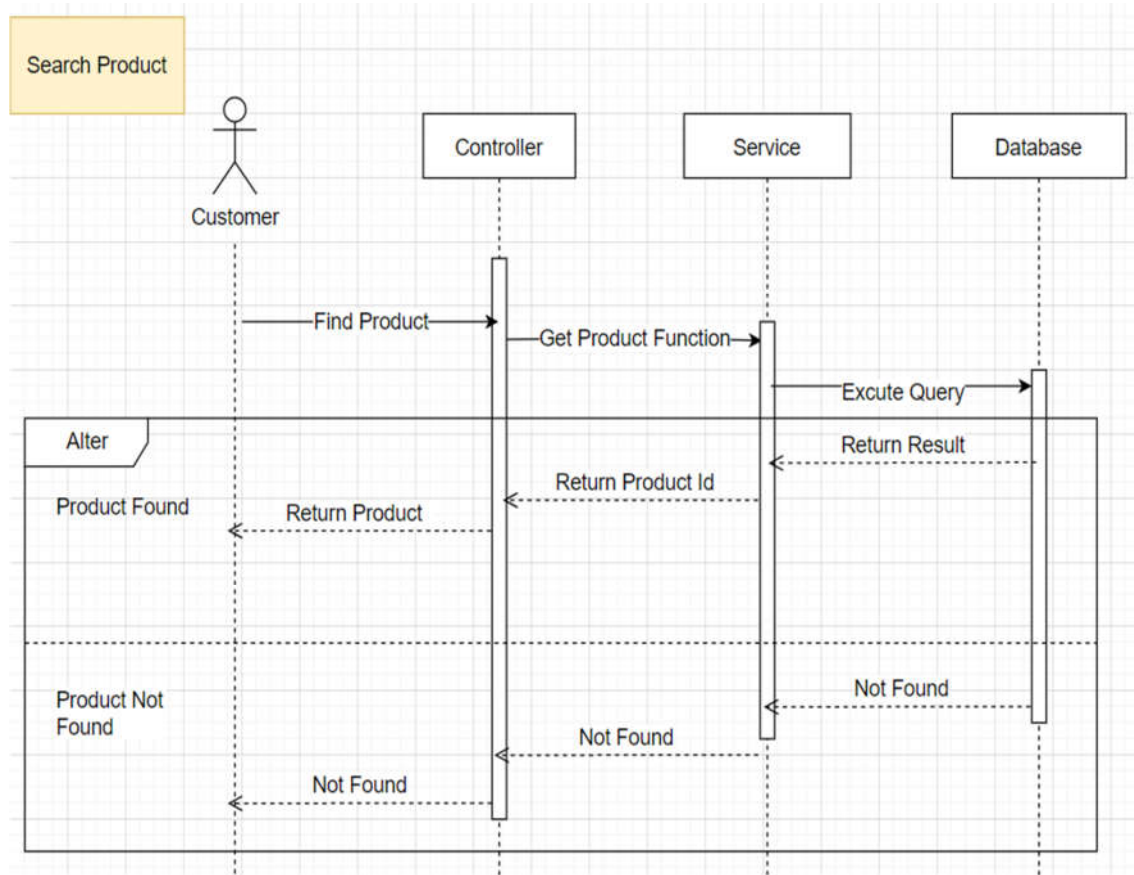 Search Product
Controller
Service
Database
Customer
Find Product
Get Product Function
Excute Query
Alter
Return Result
Return Product Id
Product Found
Return Product
Product Not
Found
Not Found
Not Found
Not Found